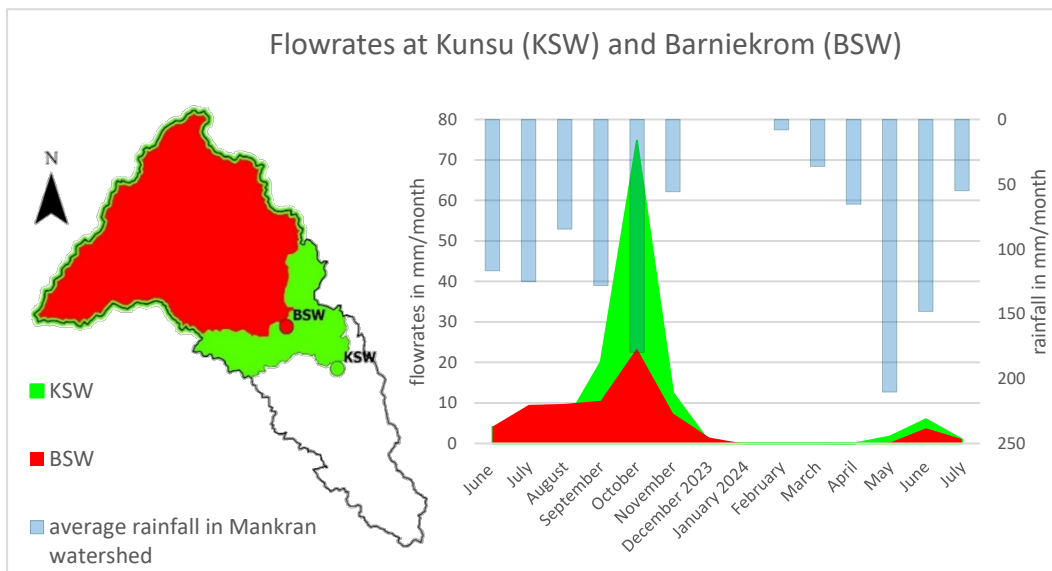 Flowrates at Kunsu (KSW) and Barniekrom (BSW)
N
BSW
KSW
KSW
BSW
average rainfall in Mankran
watershed
flowrates in mm/month
80
70
60
50
40
30
20
10
0
0
50
100
150
200
250
rainfall in mm/month
June
July
August
September
October
November
December 2023
January 2024
February
March
April
May
June
July